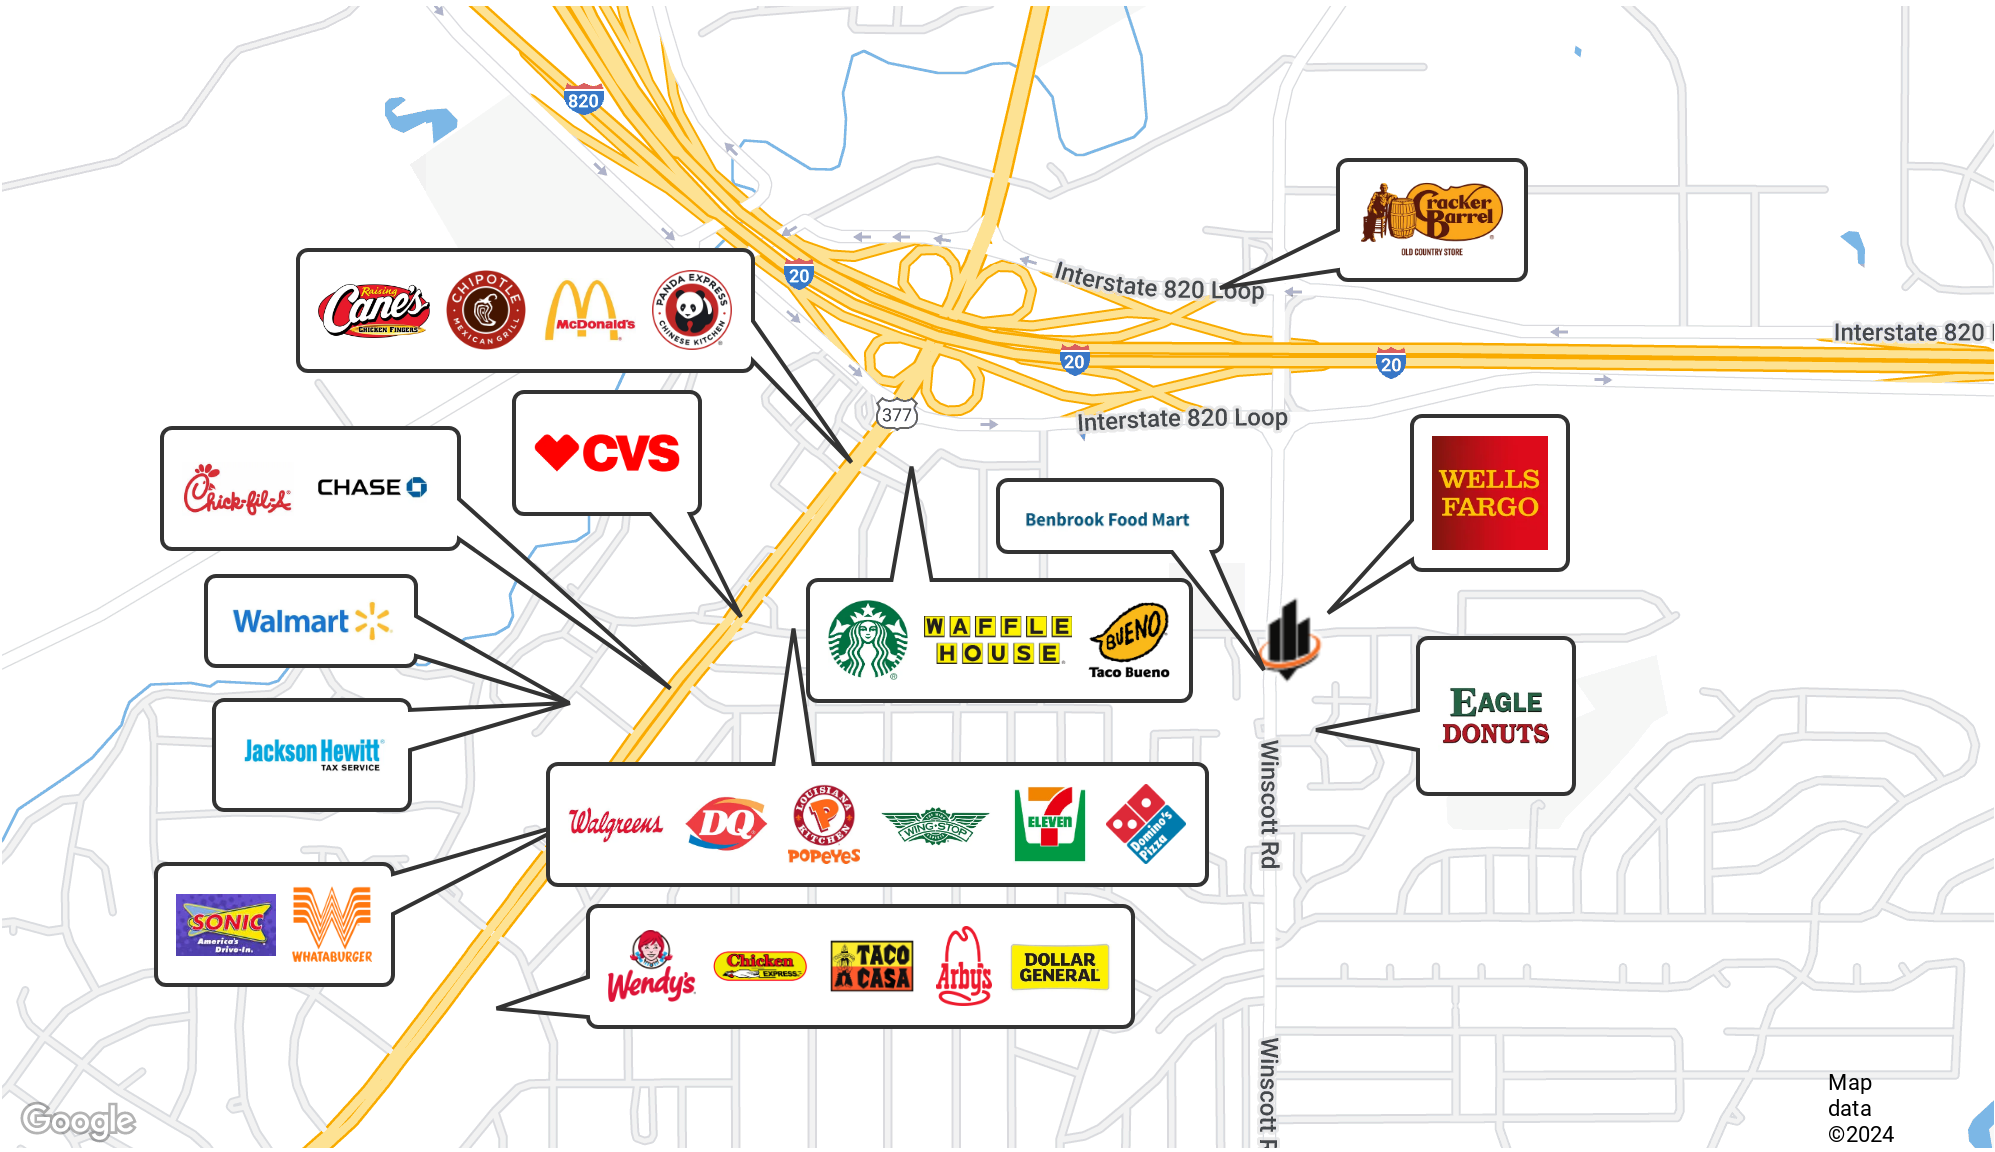 820
Cracker
Barrel
OLD COUNTRY STORE
20
Interstate 820 Loop
Raising
Cane's
CHICKEN FINGERS
CHIPOTLE
MEXICAN GRILL
McDonald's
PANDA EXPRESS
CHINESE KITCHEN
Interstate 820 L
20
20
377
Interstate 820 Loop
CVS
Chick-fil-A
CHASE
WELLS
FARGO
Benbrook Food Mart
Walmart
WAFFLE
HOUSE
BUENO
Taco Bueno
EAGLE
DONUTS
Jackson Hewitt
TAX SERVICE
Winscott Rd
Walgreens
DQ
LOUISIANA
KITCHEN
P
POPEYES
WING STOP
7
ELEVEN
Domino's
Pizza
SONIC
America's
Drive-In.
W
WHATABURGER
Wendy's
Chicken
EXPRESS
TACO
CASA
Arby's
DOLLAR
GENERAL
Winscott R
Google
Map
data
©2024